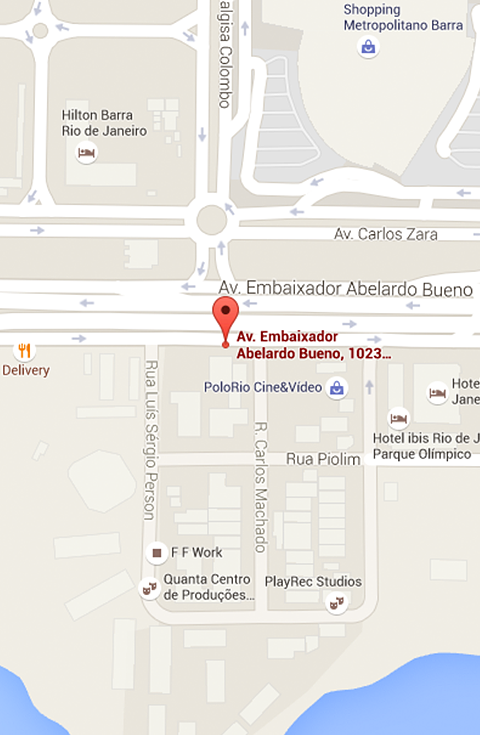 Shopping
Metropolitano Barra
algisa Colombo
Hilton Barra
Rio de Janeiro
Av. Carlos Zara
Av. Embaixador Abelardo Bueno
Av. Embaixador
Abelardo Bueno, 1023...
Delivery
PoloRio Cine&Vídeo
Hote
Jane
Hotel ibis Rio de J
Parque Olímpico
Rua Luís Sérgio Person
R. Carlos Machado
Rua Piolim
F F Work
Quanta Centro
de Produções...
PlayRec Studios